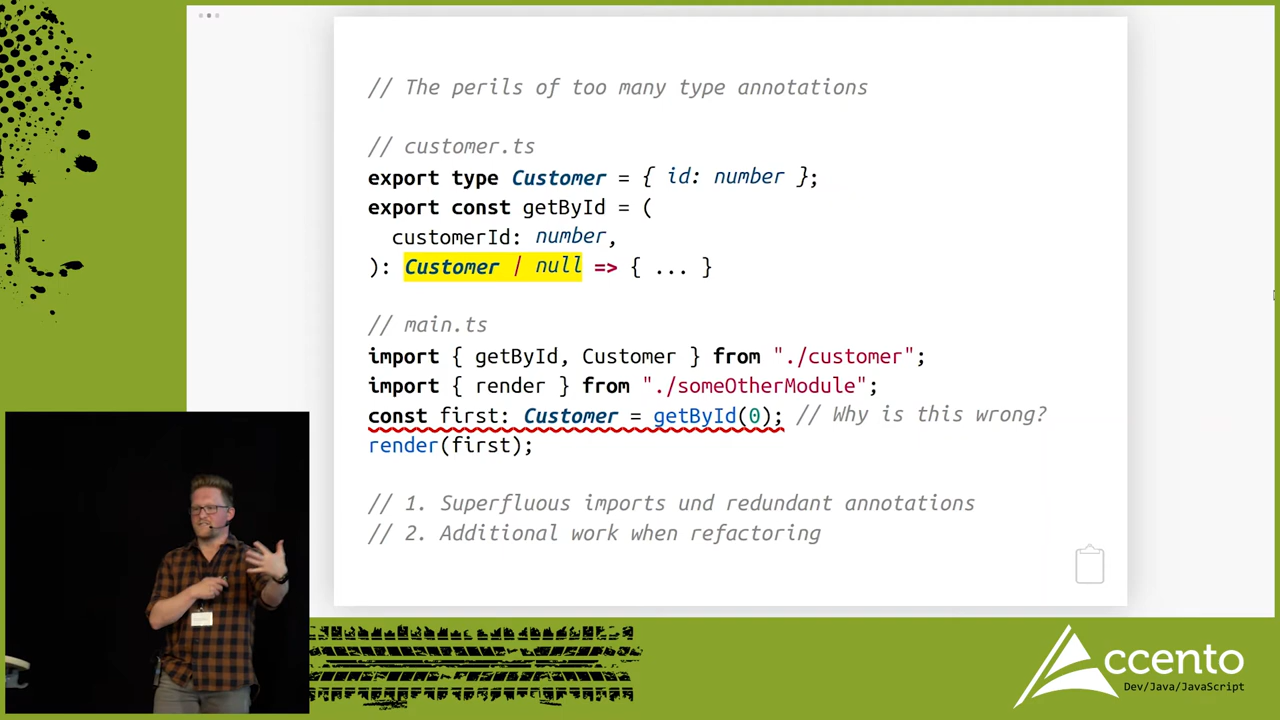 // The perils of too many type annotations
// customer.ts
export type Customer = { id: number };
export const getById = (
customerId: number,
): Customer | null => { ... }
// main.ts
import { getById, Customer } from "./customer";
import { render } from "./someOtherModule";
const first: Customer = getById(0); // Why is this wrong?
render(first);
// 1. Superfluous imports und redundant annotations
// 2. Additional work when refactoring
ccento
Dev/Java/JavaScript